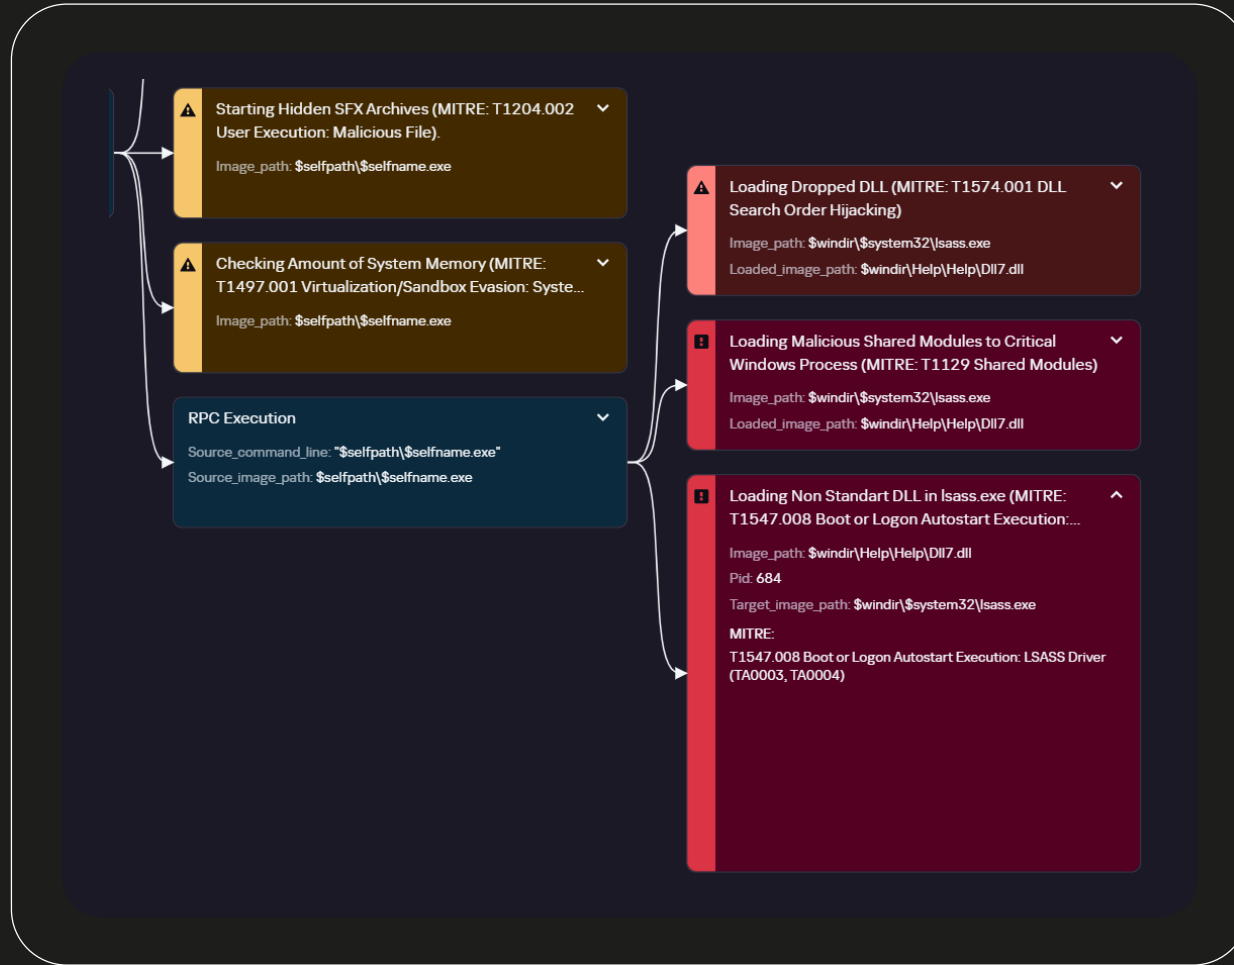 Starting Hidden SFX Archives (MITRE: T1204.002
User Execution: Malicious File).
Image_path: $selfpath\$selfname.exe
Checking Amount of System Memory (MITRE:
T1497.001 Virtualization/Sandbox Evasion: Syste...
Image_path: $selfpath\$selfname.exe
RPC Execution
Source_command_line: "$selfpath\$selfname.exe"
Source_image_path: $selfpath\$selfname.exe
Loading Dropped DLL (MITRE: T1574.001 DLL
Search Order Hijacking)
Image_path: $windir\$system32\lsass.exe
Loaded_image_path: $windir\Help\Help\Dll7.dll
Loading Malicious Shared Modules to Critical
Windows Process (MITRE: T1129 Shared Modules)
Image_path: $windir\$system32\lsass.exe
Loaded_image_path: $windir\Help\Help\Dll7.dll
Loading Non Standart DLL in lsass.exe (MITRE:
T1547.008 Boot or Logon Autostart Execution:...
Image_path: $windir\Help\Help\Dll7.dll
Pid: 684
Target_image_path: $windir\$system32\lsass.exe
MITRE:
T1547.008 Boot or Logon Autostart Execution: LSASS Driver
(TA0003, TA0004)